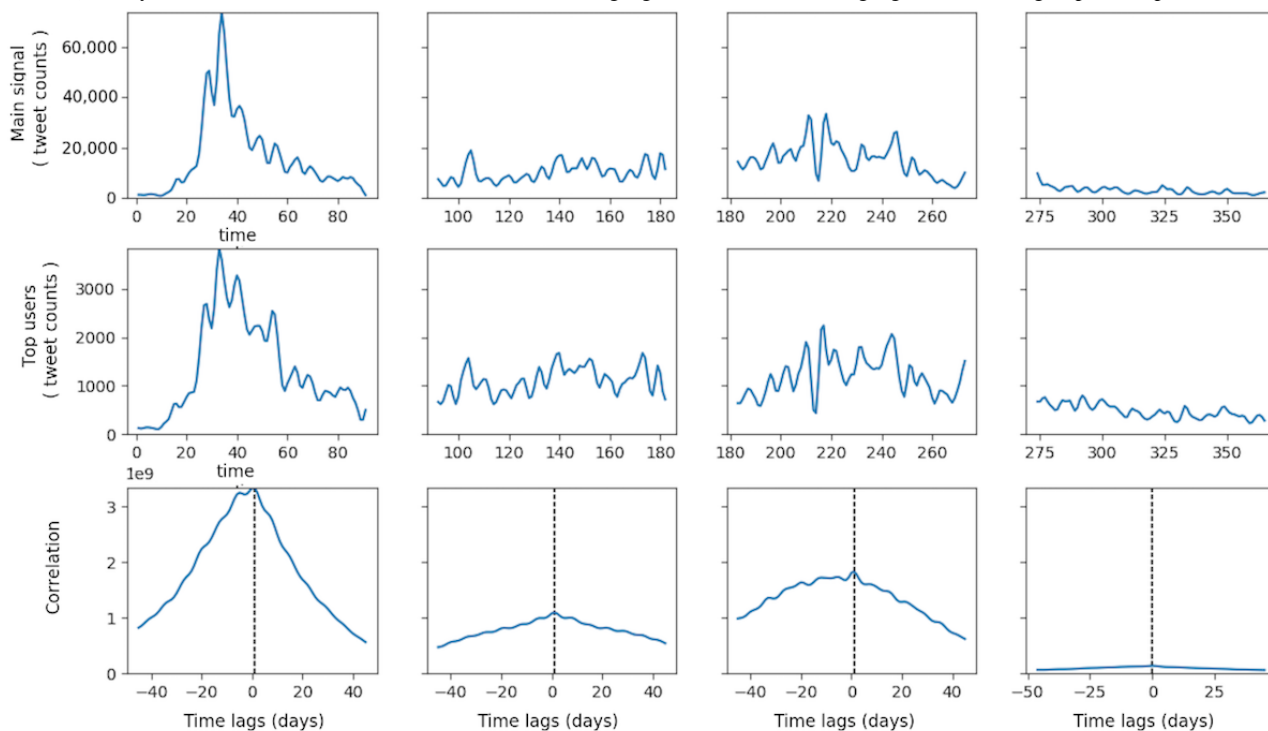 Main siqnal
( tweet counts )
60,000
40,000
20,000
0
0 20 40 60 80
100 120 140 160 180
180 200 220 240 260
275 300 325 350
time
Top users
( tweet counts )
3000
2000
1000
0
0 20 40 60 80
100 120 140 160 180
180 200 220 240 260
275 300 325 350
time
1e9
Correlation
3
2
1
0
−40 −20 0 20 40
−40 −20 0 20 40
−40 −20 0 20 40
−50 −25 0 25
Time lags (days) Time lags (days) Time lags (days) Time lags (days)